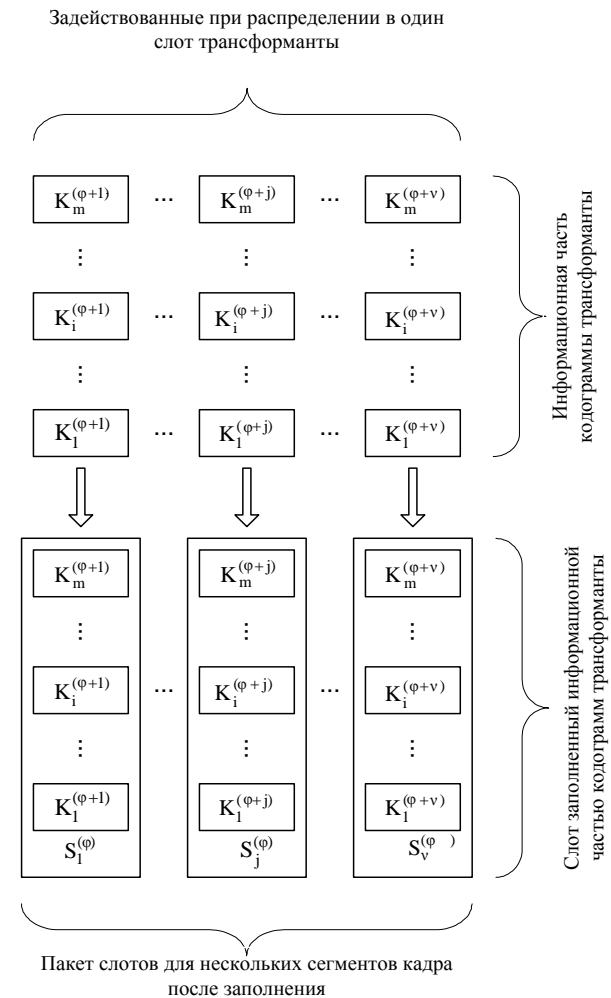 Задействованные при распределении в один
слот трансформанты
K_m^(φ+1) ... K_m^(φ+j) ... K_m^(φ+ν)
⋮ ⋮ ⋮
K_i^(φ+1) ... K_i^(φ+j) ... K_i^(φ+ν)
⋮ ⋮ ⋮
K_1^(φ+1) ... K_1^(φ+j) ... K_1^(φ+ν)
Информационная часть
кодограммы трансформанты
K_m^(φ+1) K_m^(φ+j) K_m^(φ+ν)
⋮ ⋮ ⋮
K_i^(φ+1) ... K_i^(φ+j) ... K_i^(φ+ν)
⋮ ⋮ ⋮
K_1^(φ+1) K_1^(φ+j) K_1^(φ+ν)
S_1^(φ) S_j^(φ) S_ν^(φ )
Слот заполненный информационной
частью кодограмм трансформанты
Пакет слотов для нескольких сегментов кадра
после заполнения